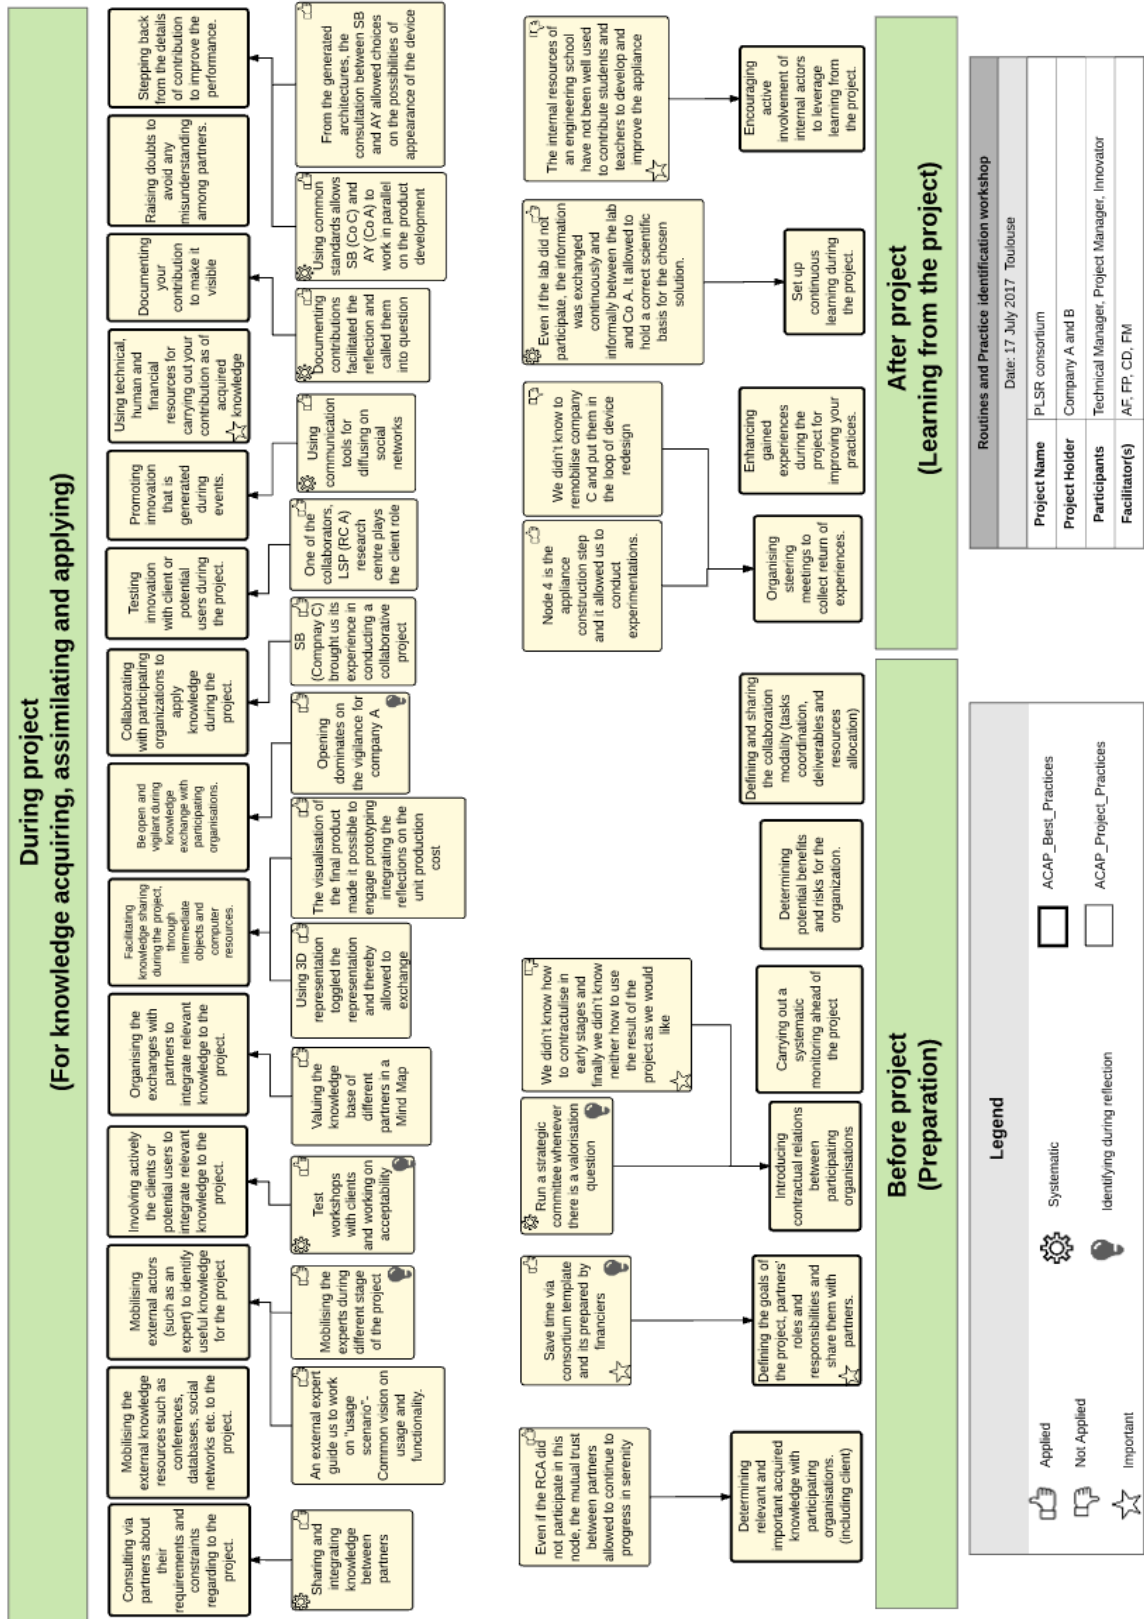 During project
(For knowledge acquiring, assimilating and applying)
Consulting via
partners about
their
requirements and
constraints
regarding to the
project.
Mobilising the
external knowledge
resources such as
conferences,
databases, social
networks etc. to the
project.
Mobilising
external actors
(such as an
expert) to identify
useful knowledge
for the project
Involving actively
the clients or
potential users to
integrate relevant
knowledge to the
project.
Organising the
exchanges with
partners to
integrate relevant
knowledge to the
project.
Facilitating
knowledge sharing
during the project,
through
intermediate
objects and
computer
resources.
Be open and
vigilant during
knowledge
exchange with
participating
organisations.
Collaborating
with participating
organizations to
apply
knowledge
during the
project.
Testing
innovation
with client or
potential
users during
the project.
Promoting
innovation
that is
generated
during
events.
Using technical,
human and
financial
resources for
carrying out your
contribution as of
acquired
knowledge
Documenting
your
contribution
to make it
visible
Raising doubts to
avoid any
misunderstanding
among partners.
Stepping back
from the details
of contribution
to improve the
performance.
Sharing and
integrating
knowledge
between
partners
An external expert
guide us to work
on "usage
scenario"-
Common vision on
usage and
functionality.
Mobilising the
experts during
different stage
of the project
Test
workshops
with clients
and working on
acceptability
Valuing the
knowledge
base of
different
partners in a
Mind Map
Using 3D
representation
toggled the
representation
and thereby
allowed to
exchange
The visualisation of
the final product
made it possible to
engage prototyping
integrating the
reflections on the
unit production
cost
Opening
dominates on
the vigilance for
company A
SB
(Compnay C)
brought us its
experience in
conducting a
collaborative
project
One of the
collaborators,
LSP (RC A)
research
centre plays
the client role
Using
communication
tools for
diffusing on
social
networks
Documenting
contributions
facilitated the
reflection and
called them
into question
Using common
standards allows
SB (Co C) and
AY (Co A) to
work in parallel
on the product
development
From the generated
architectures, the
consultation between SB
and AY allowed choices
on the possibilities of
appearance of the device
Even if the RCA did
not participate in this
node, the mutual trust
between partners
allowed to continue to
progress in serenity
Save time via
consortium template
and its prepared by
financiers
Run a strategic
committee whenever
there is a valorisation
question
We didn't know how
to contractulise in
early stages and
finally we didn't know
neither how to use
the result of the
project as we would
like
Node 4 is the
appliance
construction step
and it allowed us to
conduct
experimentations.
We didn't know to
remobilise company
C and put them in
the loop of device
redesign
Even if the lab did not
participate, the information
was exchanged
continuously and
informally between the lab
and Co A. It allowed to
hold a correct scientific
basis for the chosen
solution.
The internal resources of
an engineering school
have not been well used
to contribute students and
teachers to develop and
improve the appliance
Determining
relevant and
important acquired
knowledge with
participating
organisations.
(including client)
Defining the goals of
the project, partners'
roles and
responsibilities and
share them with
partners.
Introducing
contractual relations
between
participating
organisations
Carrying out a
systematic
monitoring ahead of
the project
Determining
potential benefits
and risks for the
organization.
Defining and sharing
the collaboration
modality (tasks
coordination,
deliverables and
resources
allocation)
Organising
steering
meetings to
collect return of
experiences.
Enhancing
gained
experiences
during the
project for
improving your
practices.
Set up
continuous
learning during
the project.
Encouraging
active
involvement of
internal actors
to leverage
learning from
the project.
Before project
(Preparation)
After project
(Learning from the project)
Legend
Applied
Systematic
ACAP_Best_Practices
Not Applied
Identifying during reflection
ACAP_Project_Practices
Important
Routines and Practice identification workshop
Date: 17 July 2017 Toulouse
Project Name PLSR consortium
Project Holder Company A and B
Participants Technical Manager, Project Manager, Innovator
Facilitator(s) AF, FP, CD, FM